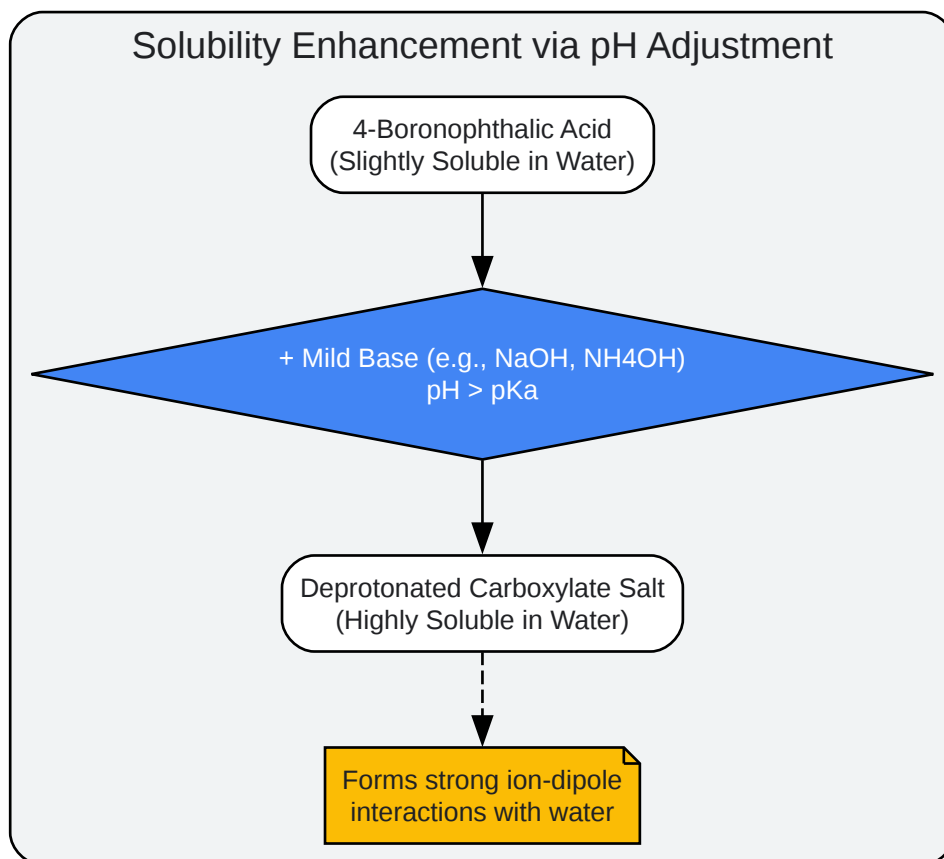 Solubility Enhancement via pH Adjustment
4-Boronophthalic Acid
(Slightly Soluble in Water)
+ Mild Base (e.g., NaOH, NH4OH)
pH > pKa
Deprotonated Carboxylate Salt
(Highly Soluble in Water)
Forms strong ion-dipole
interactions with water